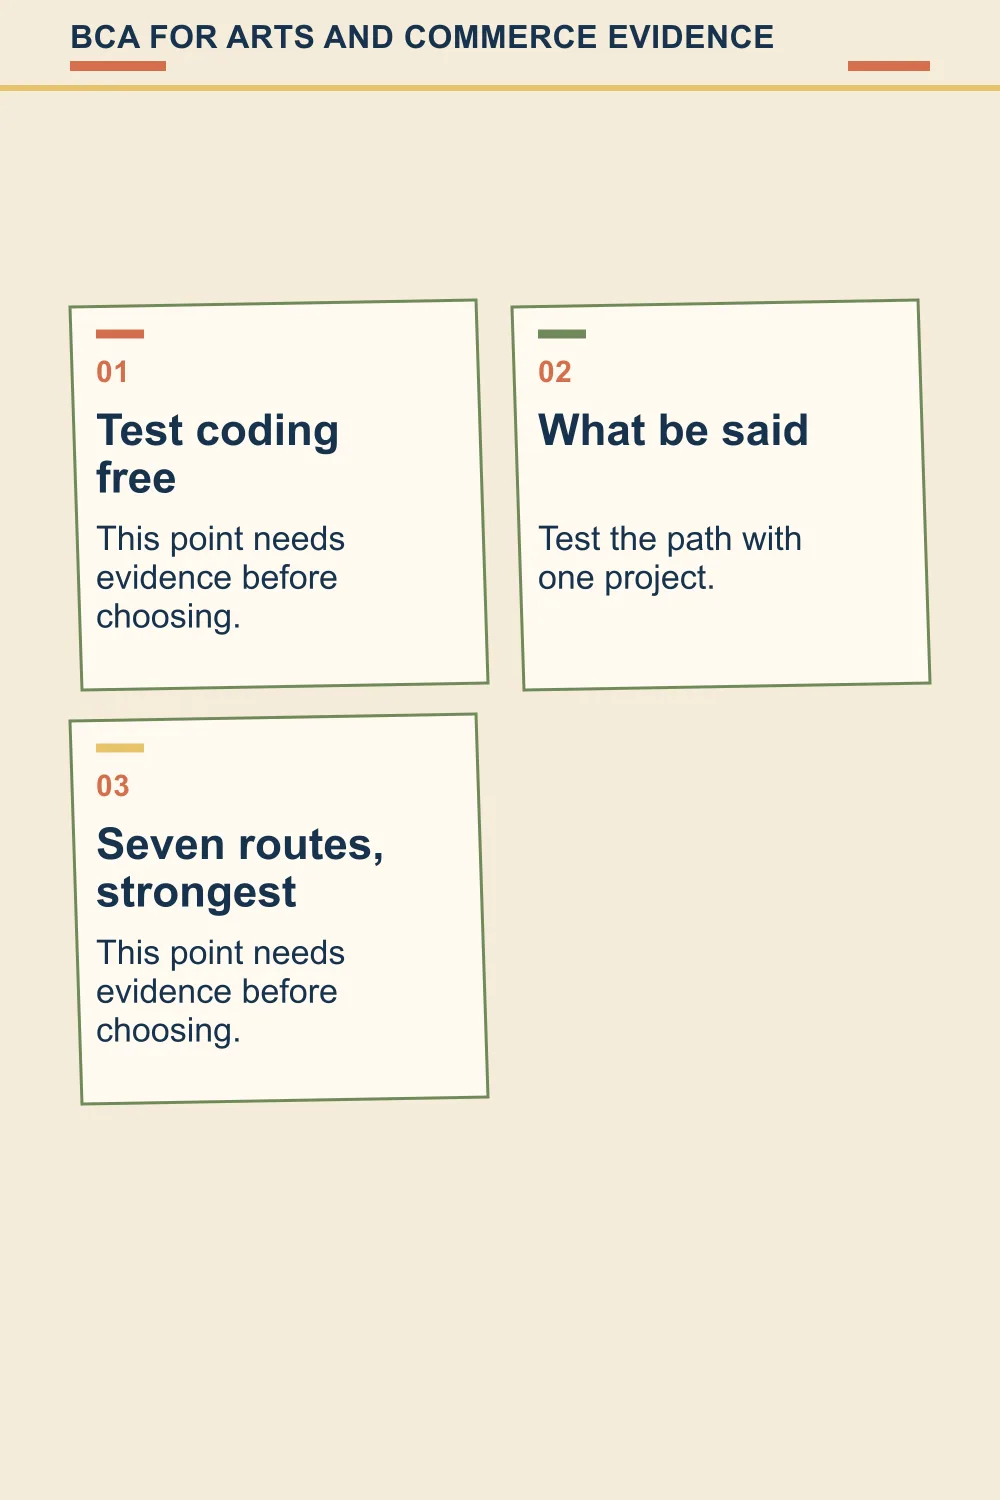 BCA FOR ARTS AND COMMERCE EVIDENCE
01
Test coding
free
This point needs
evidence before
choosing.
02
What be said
Test the path with
one project.
03
Seven routes,
strongest
This point needs
evidence before
choosing.